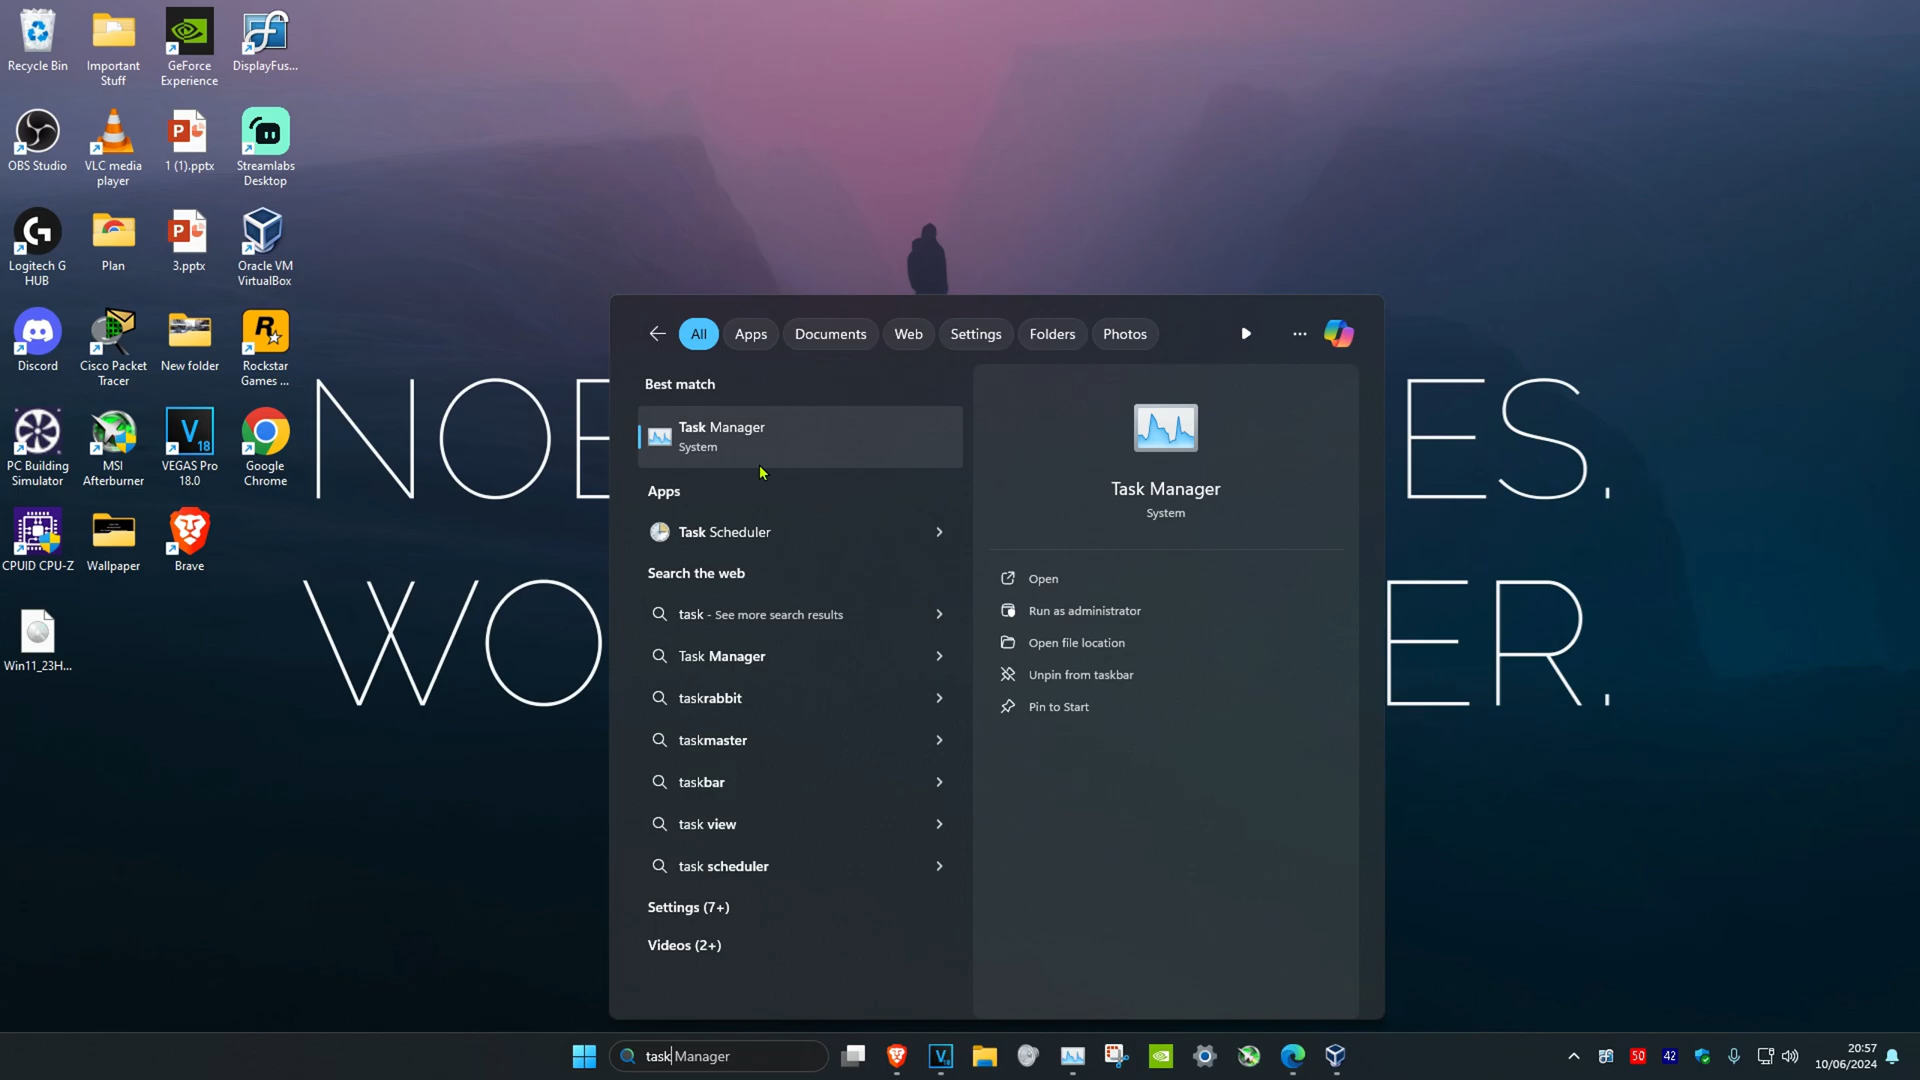 Recycle Bin
Important
Stuff
GeForce
Experience
DisplayFus...
OBS Studio
VLC media
player
1 (1).pptx
Streamlabs
Desktop
Logitech G
HUB
Plan
3.pptx
Oracle VM
VirtualBox
Discord
Cisco Packet
Tracer
New folder
Rockstar
Games ...
PC Building
Simulator
MSI
Afterburner
VEGAS Pro
18.0
Google
Chrome
CPUID CPU-Z
Wallpaper
Brave
Win11_23H...
NOB
ES.
WO
ER.
All
Apps
Documents
Web
Settings
Folders
Photos
Best match
Task Manager
System
Apps
Task Scheduler
Search the web
task - See more search results
Task Manager
taskrabbit
taskmaster
taskbar
task view
task scheduler
Settings (7+)
Videos (2+)
Task Manager
System
Open
Run as administrator
Open file location
Unpin from taskbar
Pin to Start
task Manager
50
42
20:57
10/06/2024